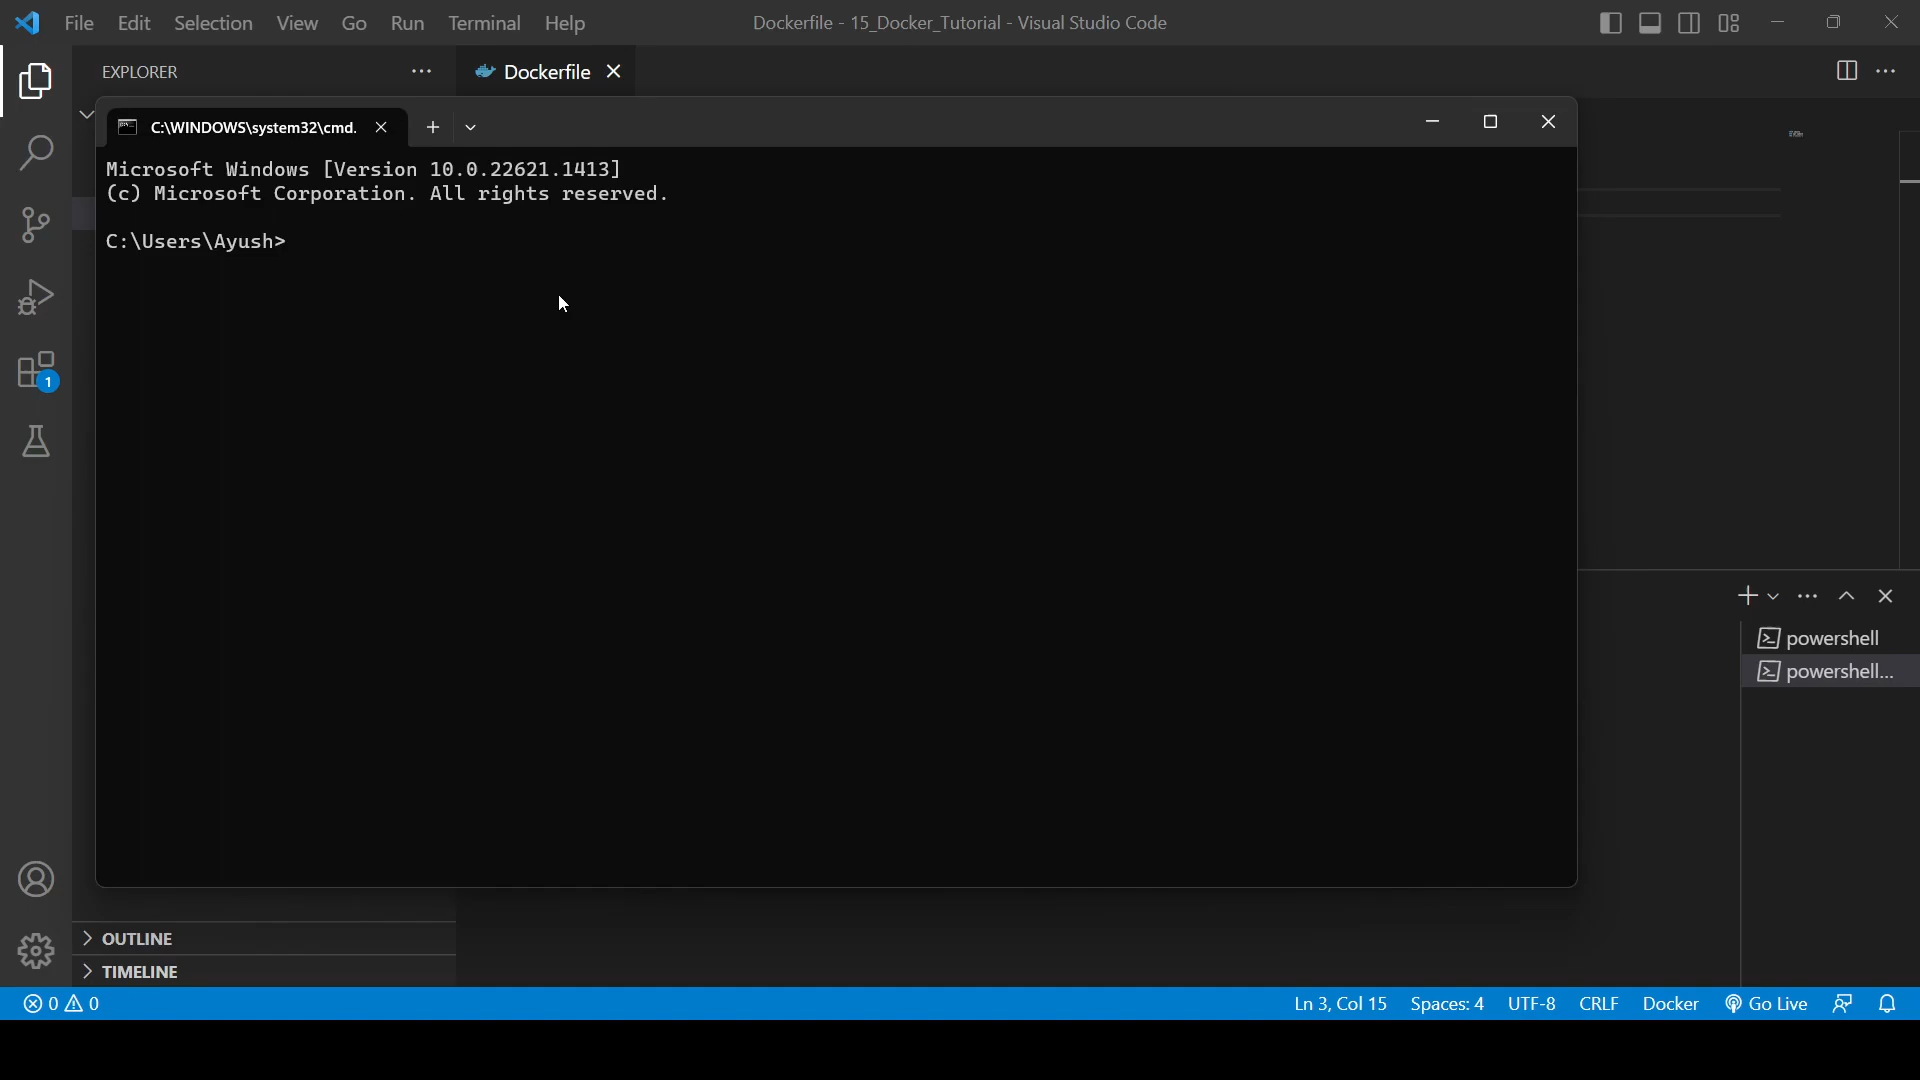 File Edit Selection View Go Run Terminal Help
Dockerfile - 15_Docker_Tutorial - Visual Studio Code
EXPLORER
Dockerfile
C:\WINDOWS\system32\cmd.
Microsoft Windows [Version 10.0.22621.1413]
(c) Microsoft Corporation. All rights reserved.
C:\Users\Ayush>
1
powershell
powershell...
OUTLINE
TIMELINE
0 0
Ln 3, Col 15 Spaces: 4 UTF-8 CRLF Docker Go Live